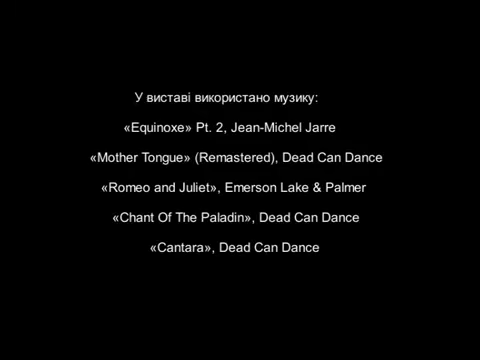 У виставі використано музику:
«Equinoxe» Pt. 2, Jean-Michel Jarre
«Mother Tongue» (Remastered), Dead Can Dance
«Romeo and Juliet», Emerson Lake & Palmer
«Chant Of The Paladin», Dead Can Dance
«Cantara», Dead Can Dance